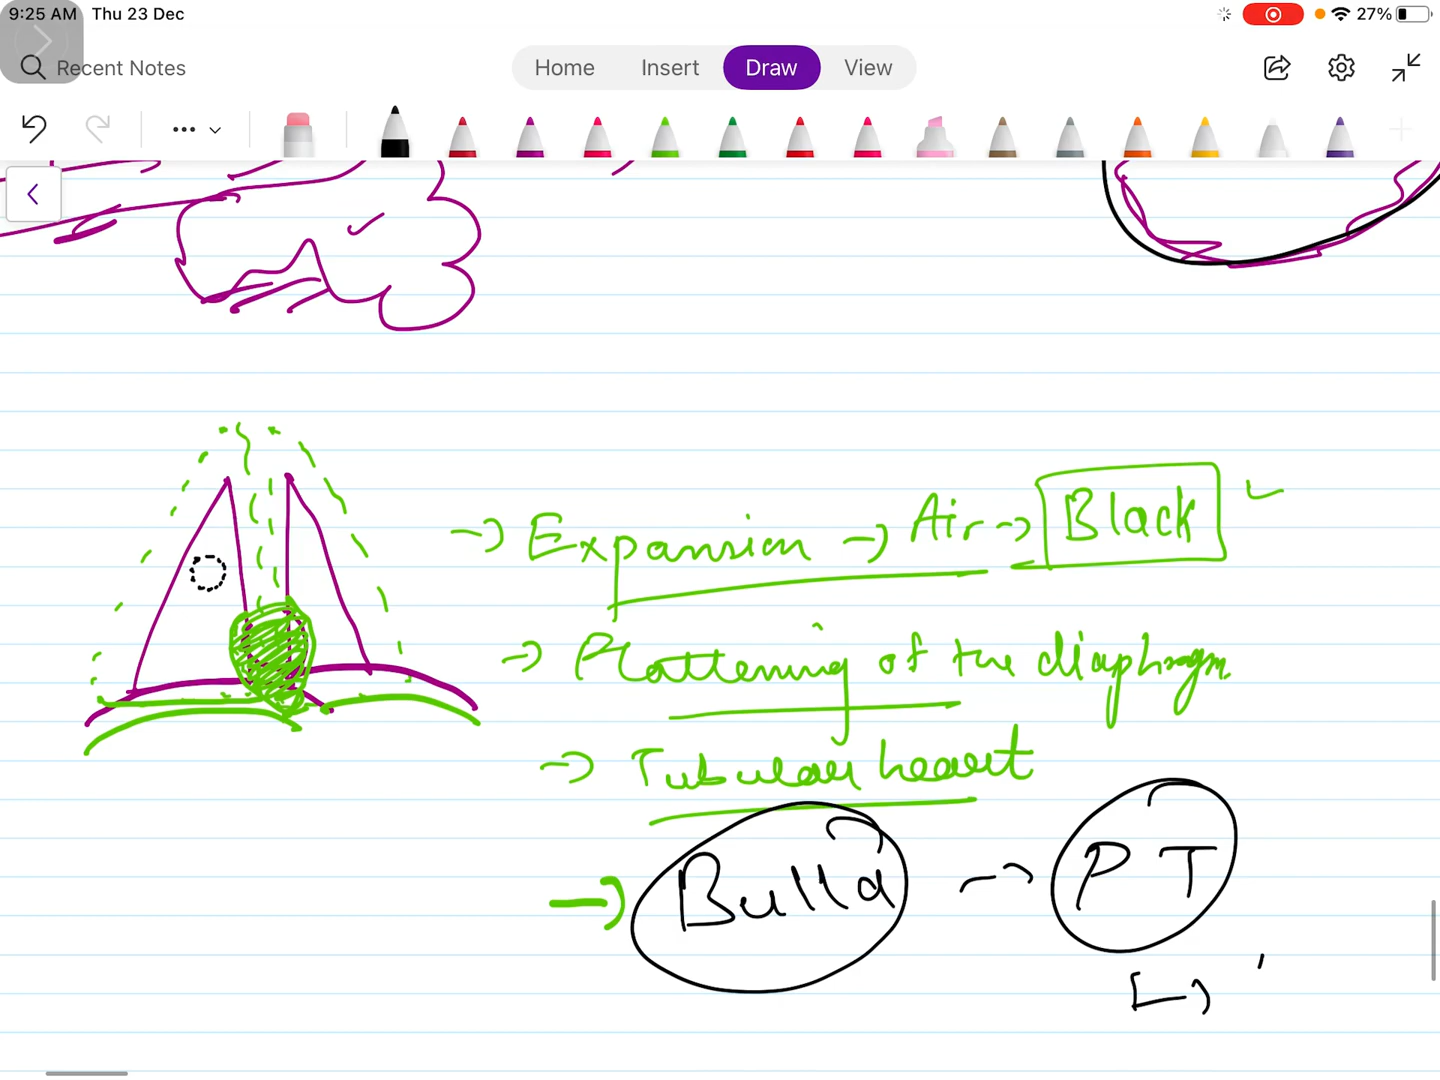 9:25 AM Thu 23 Dec 27%
Recent Notes Home Insert Draw View
→ Expansion → Air → Black
→ Flattening of the diaphragm.
→ Tubular heart
→ Bulla → PT